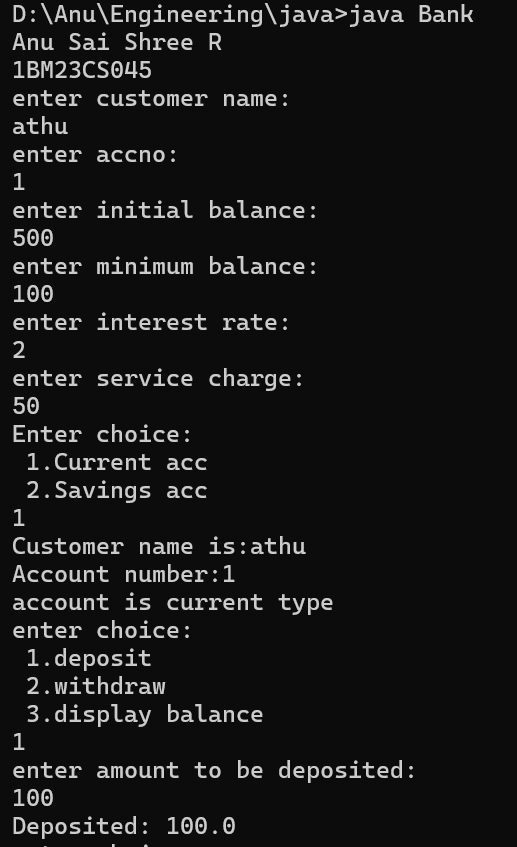 D:\Anu\Engineering\java>java Bank
Anu Sai Shree R
1BM23CS045
enter customer name:
athu
enter accno:
1
enter initial balance:
500
enter minimum balance:
100
enter interest rate:
2
enter service charge:
50
Enter choice:
 1.Current acc
 2.Savings acc
1
Customer name is:athu
Account number:1
account is current type
enter choice:
 1.deposit
 2.withdraw
 3.display balance
1
enter amount to be deposited:
100
Deposited: 100.0